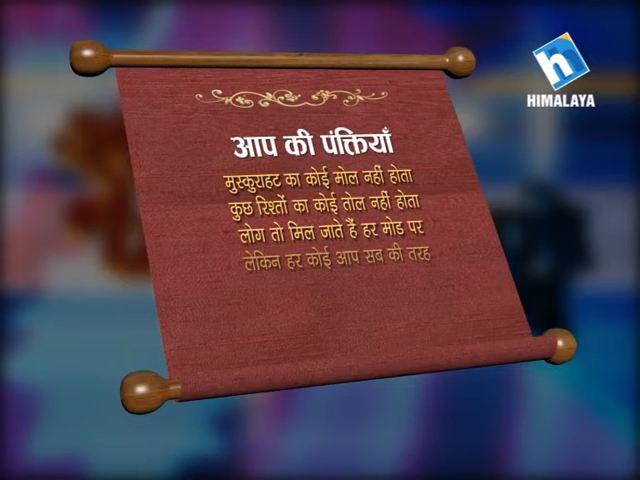 HIMALAYA
आप की पंक्तियाँ
मुस्कुराहट का कोई मोल नहीं होता
कुछ रिश्तों का कोई तोल नहीं होता
लोग तो मिल जाते हैं हर मोड पर
लेकिन हर कोई आप सब की तरह